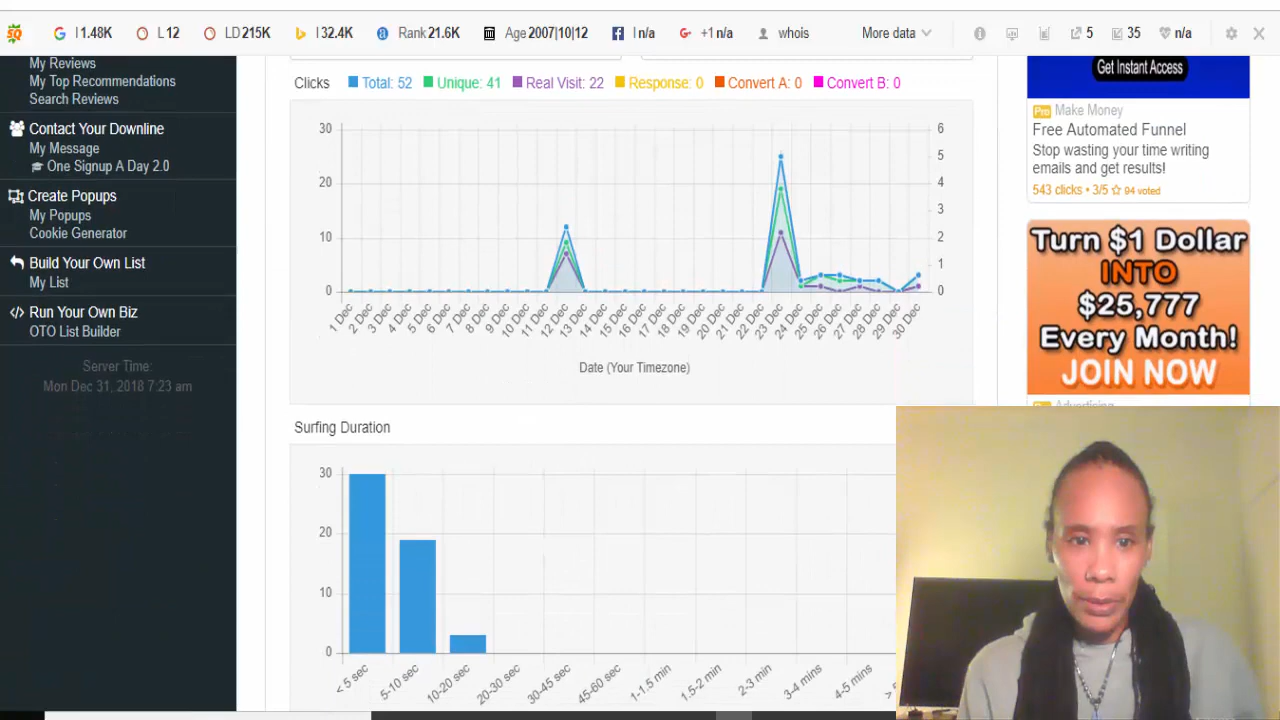 I 1.48K L 12 LD 215K I 32.4K Rank 21.6K Age 2007|10|12 I n/a +1 n/a whois More data 5 35 n/a
My Reviews
My Top Recommendations
Search Reviews
Contact Your Downline
My Message
One Signup A Day 2.0
Create Popups
My Popups
Cookie Generator
Build Your Own List
My List
Run Your Own Biz
OTO List Builder
Server Time:
Mon Dec 31, 2018 7:23 am
Clicks Total: 52 Unique: 41 Real Visit: 22 Response: 0 Convert A: 0 Convert B: 0
30 6
5
20 4
3
10 2
1
0 0
1 Dec 2 Dec 3 Dec 4 Dec 5 Dec 6 Dec 7 Dec 8 Dec 9 Dec 10 Dec 11 Dec 12 Dec 13 Dec 14 Dec 15 Dec 16 Dec 17 Dec 18 Dec 19 Dec 20 Dec 21 Dec 22 Dec 23 Dec 24 Dec 25 Dec 26 Dec 27 Dec 28 Dec 29 Dec 30 Dec
Date (Your Timezone)
Surfing Duration
30
20
10
0
< 5 sec 5-10 sec 10-20 sec 20-30 sec 30-45 sec 45-60 sec 1-1.5 min 1.5-2 min 2-3 min 3-4 mins 4-5 mins >
Get Instant Access
Pro Make Money
Free Automated Funnel
Stop wasting your time writing
emails and get results!
543 clicks • 3/5 94 voted
Turn $1 Dollar
INTO
$25,777
Every Month!
JOIN NOW